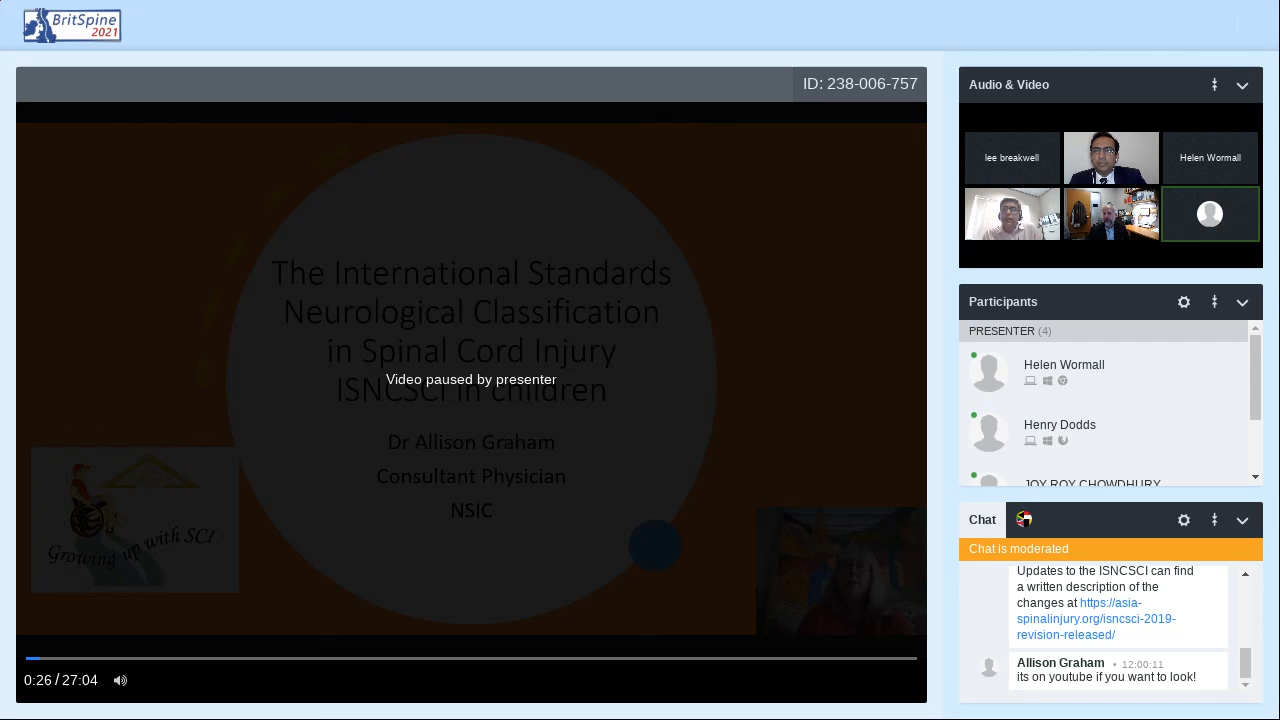 BritSpine
2021
ID: 238-006-757
The International Standards
Neurological Classification
in Spinal Cord Injury
Video paused by presenter
ISNCSCI in children
Dr Allison Graham
Consultant Physician
NSIC
Growing up with SCI
0:26 / 27:04
Audio & Video
lee breakwell
Helen Wormall
Participants
PRESENTER (4)
Helen Wormall
Henry Dodds
JOY ROY CHOWDHURY
Chat
Chat is moderated
Updates to the ISNCSCI can find
a written description of the
changes at https://asia-
spinalinjury.org/isncsci-2019-
revision-released/
Allison Graham • 12:00:11
its on youtube if you want to look!